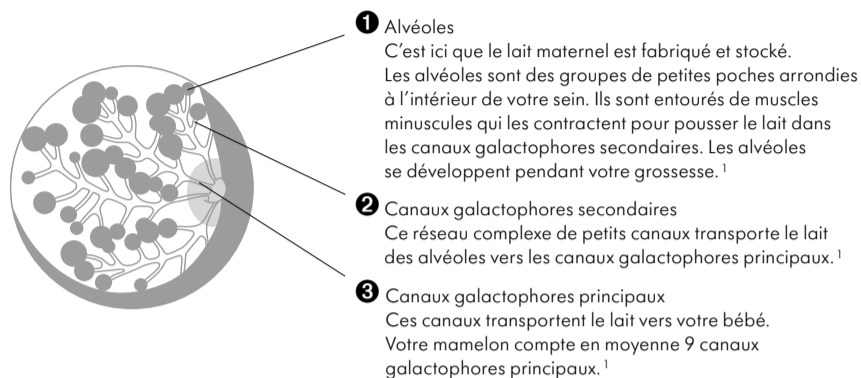 ❶ Alvéoles
C’est ici que le lait maternel est fabriqué et stocké.
Les alvéoles sont des groupes de petites poches arrondies
à l’intérieur de votre sein. Ils sont entourés de muscles
minuscules qui les contractent pour pousser le lait dans
les canaux galactophores secondaires. Les alvéoles
se développent pendant votre grossesse. ¹
❷ Canaux galactophores secondaires
Ce réseau complexe de petits canaux transporte le lait
des alvéoles vers les canaux galactophores principaux. ¹
❸ Canaux galactophores principaux
Ces canaux transportent le lait vers votre bébé.
Votre mamelon compte en moyenne 9 canaux
galactophores principaux. ¹